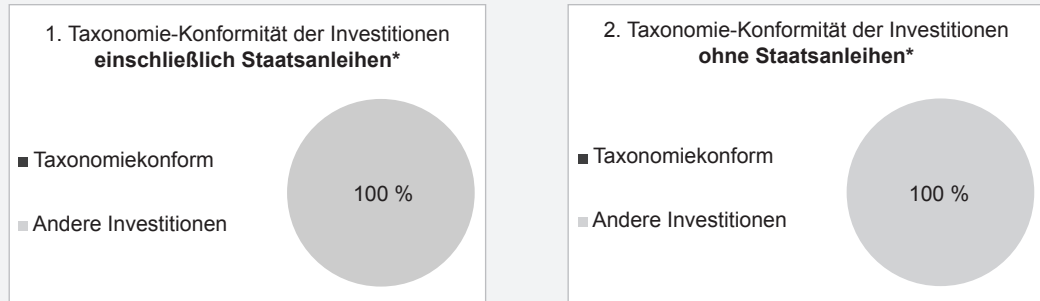 1. Taxonomie-Konformität der Investitionen
einschließlich Staatsanleihen*
Taxonomiekonform
Andere Investitionen
100 %
2. Taxonomie-Konformität der Investitionen
ohne Staatsanleihen*
Taxonomiekonform
Andere Investitionen
100 %